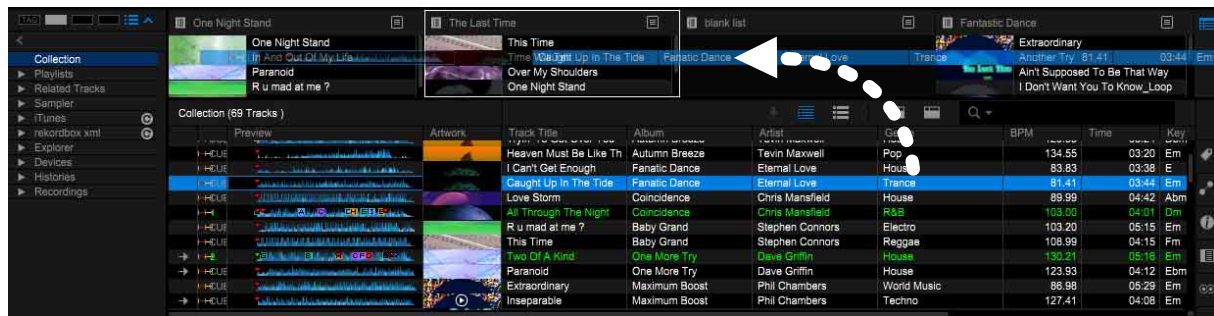 TAG
One Night Stand
The Last Time
blank list
Fantastic Dance
One Night Stand
This Time
Extraordinary
Collection
In And Out Of My Life
Caught Up In The Tide Fanatic Dance Eternal Love Trance Another Try 81.41 03:44 Em
Playlists
Paranoid
Over My Shoulders
Ain't Supposed To Be That Way
Related Tracks
R u mad at me ?
One Night Stand
I Don't Want You To Know_Loop
Sampler
iTunes
Collection (69 Tracks )
rekordbox xml
Preview Artwork Track Title Album Artist Genre BPM Time Key
Explorer
Devices
Histories
Recordings
Heaven Must Be Like Th Autumn Breeze Tevin Maxwell Pop 134.55 03:20 Em
I Can't Get Enough Fanatic Dance Eternal Love House 83.83 03:38 E
Caught Up In The Tide Fanatic Dance Eternal Love Trance 81.41 03:44 Em
Love Storm Coincidence Chris Mansfield House 89.99 04:42 Abm
All Through The Night Coincidence Chris Mansfield R&B 103.00 04:01 Dm
R u mad at me ? Baby Grand Stephen Connors Electro 103.20 05:15 Em
This Time Baby Grand Stephen Connors Reggae 108.99 04:15 Fm
Two Of A Kind One More Try Dave Griffin House 130.21 05:16 Em
Paranoid One More Try Dave Griffin House 123.93 04:12 Ebm
Extraordinary Maximum Boost Phil Chambers World Music 86.98 05:29 Em
Inseparable Maximum Boost Phil Chambers Techno 127.41 04:08 Em